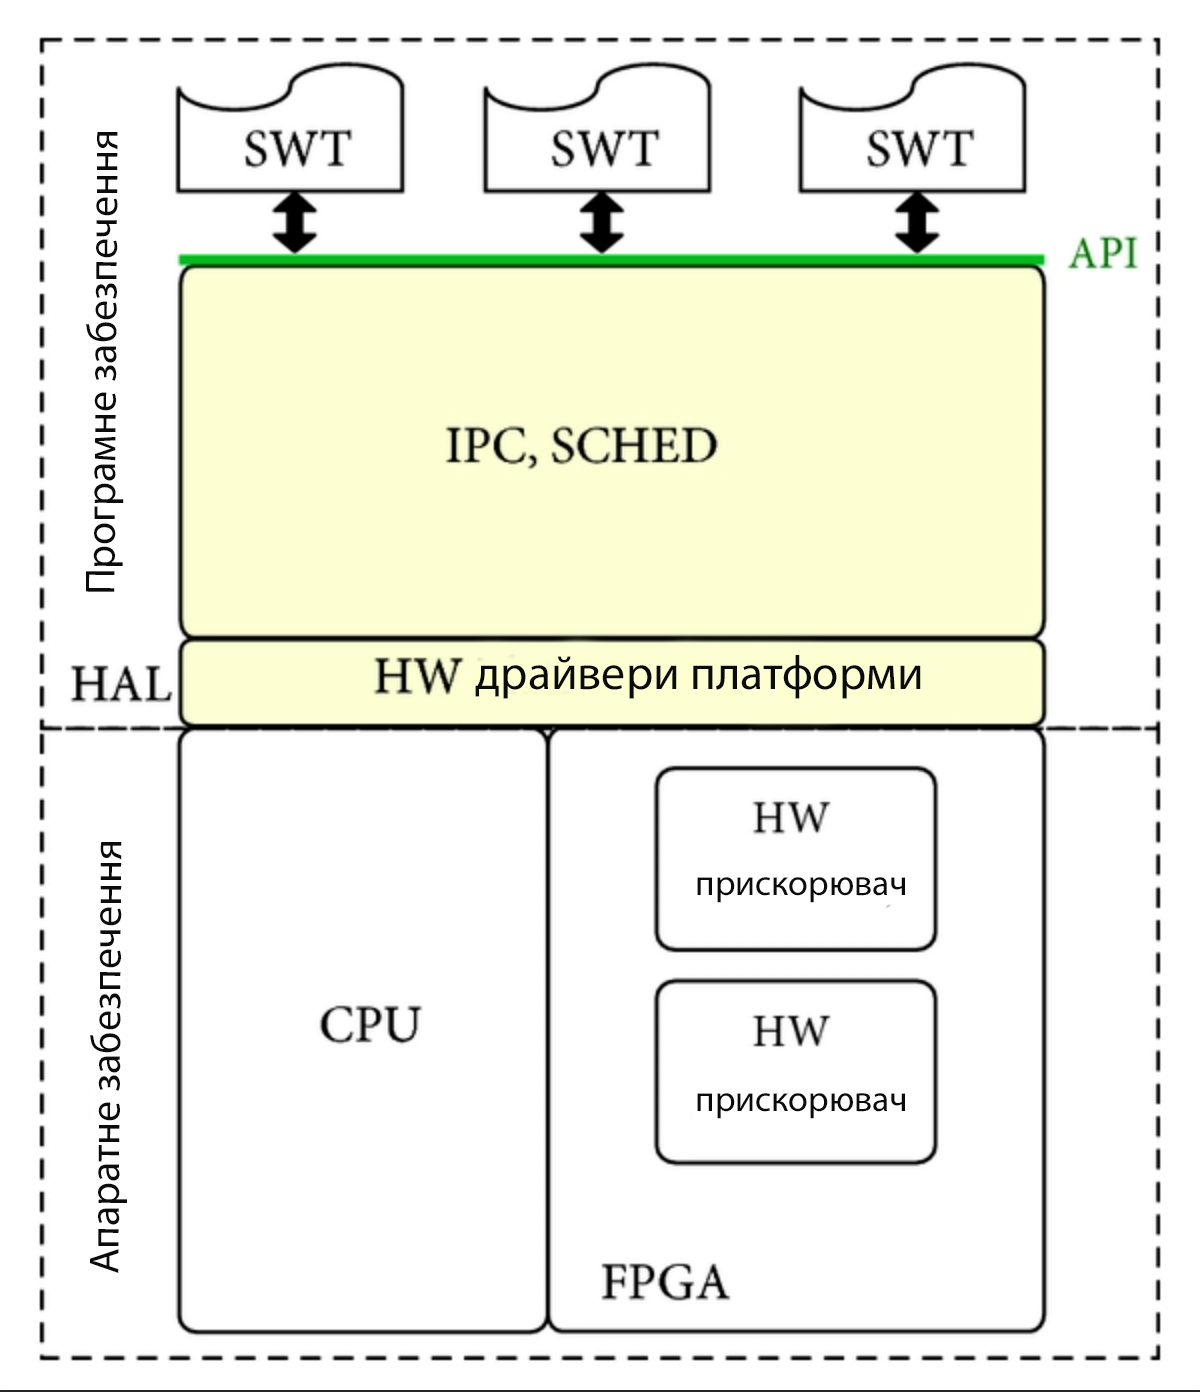 SWT
SWT
SWT
API
Програмне забезпечення
IPC, SCHED
HAL
HW драйвери платформи
Апаратне забезпечення
CPU
HW
прискорювач
HW
прискорювач
FPGA